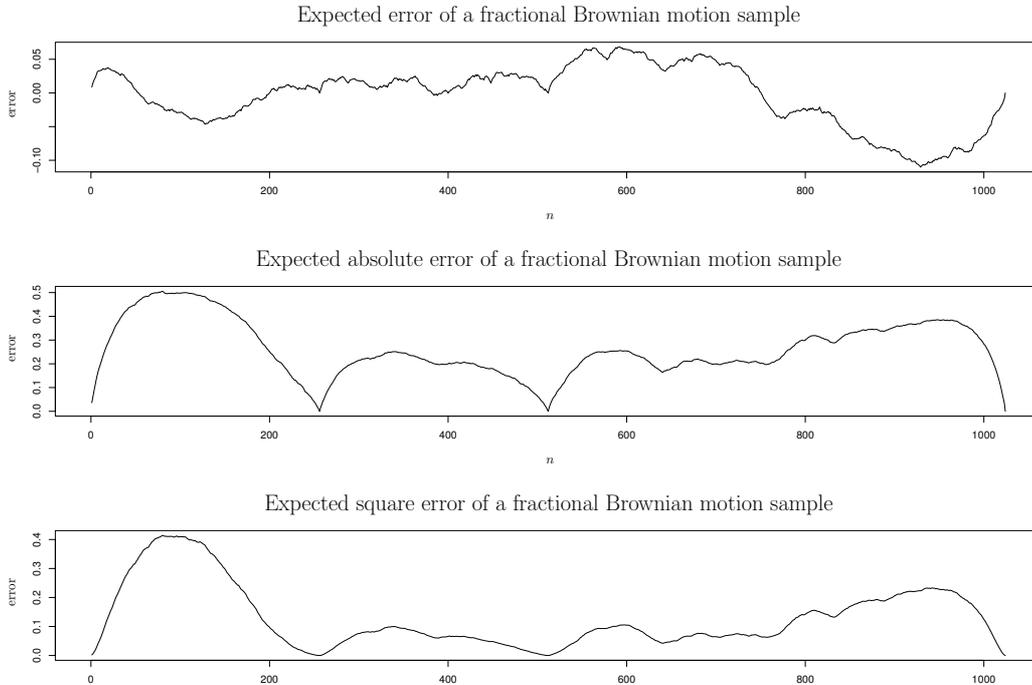 Expected error of a fractional Brownian motion sample
error
0.05
0.00
−0.10
0 200 400 600 800 1000
n
Expected absolute error of a fractional Brownian motion sample
error
0.5
0.4
0.3
0.2
0.1
0.0
0 200 400 600 800 1000
n
Expected square error of a fractional Brownian motion sample
error
0.4
0.3
0.2
0.1
0.0
0 200 400 600 800 1000